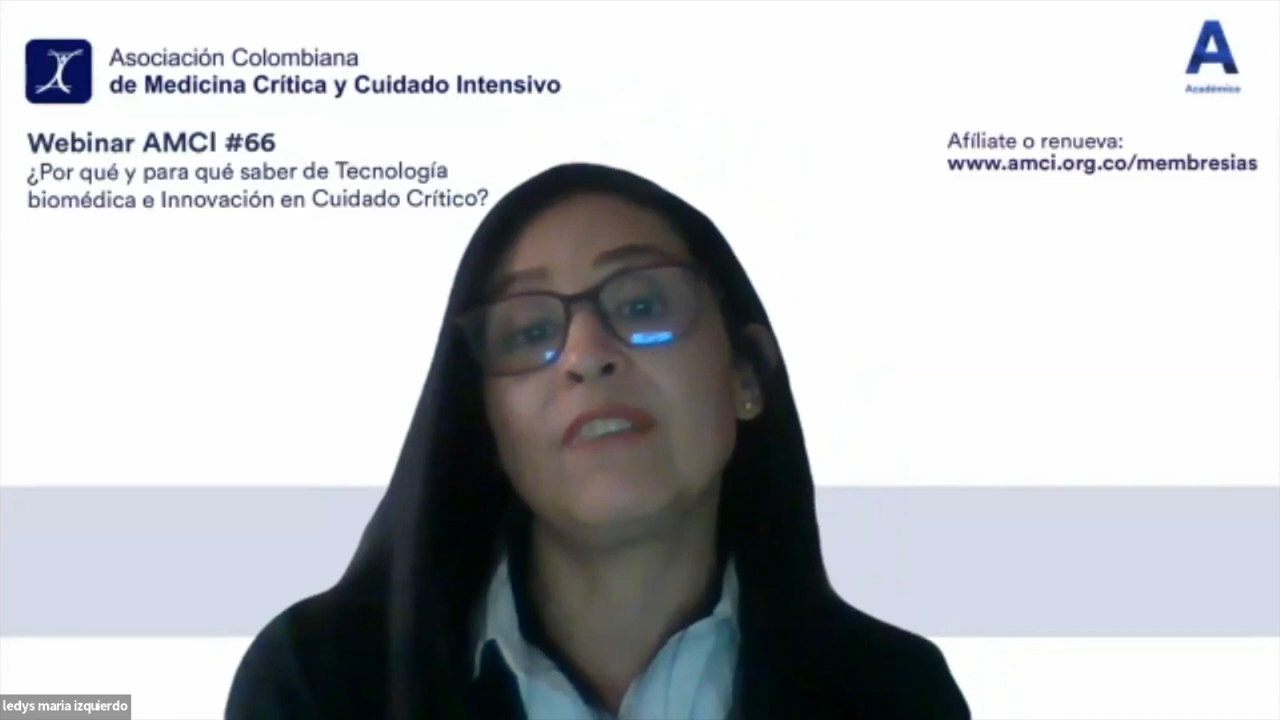 Asociación Colombiana
de Medicina Crítica y Cuidado Intensivo
A
Académico
Webinar AMCI #66
¿Por qué y para qué saber de Tecnología
biomédica e Innovación en Cuidado Crítico?
Afíliate o renueva:
www.amci.org.co/membresias
ledys maria izquierdo